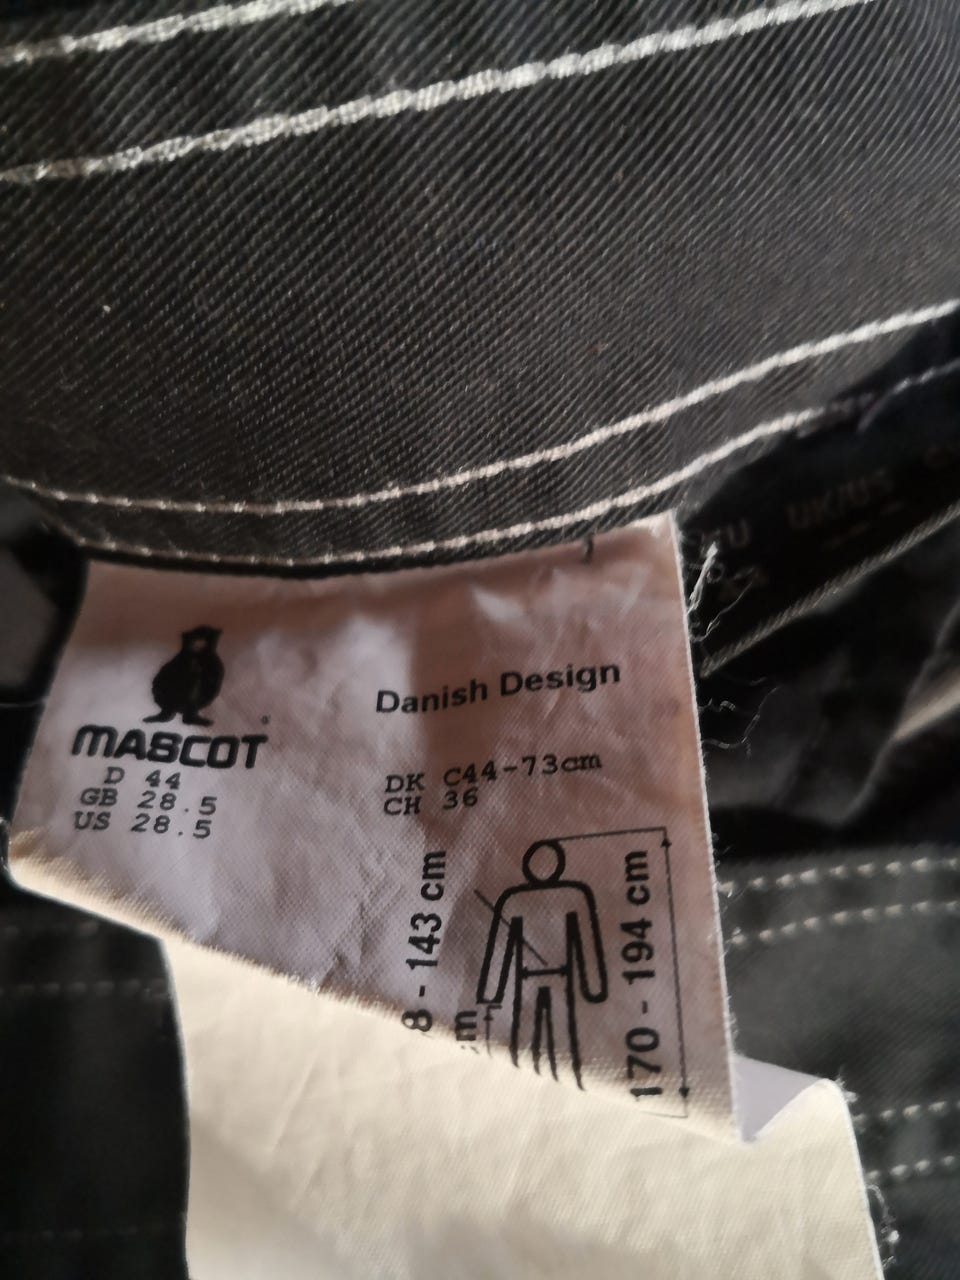 MASCOT
Danish Design
D 44
GB 28.5
US 28.5
DK C44-73cm
CH 36
8 - 143 cm
170 - 194 cm